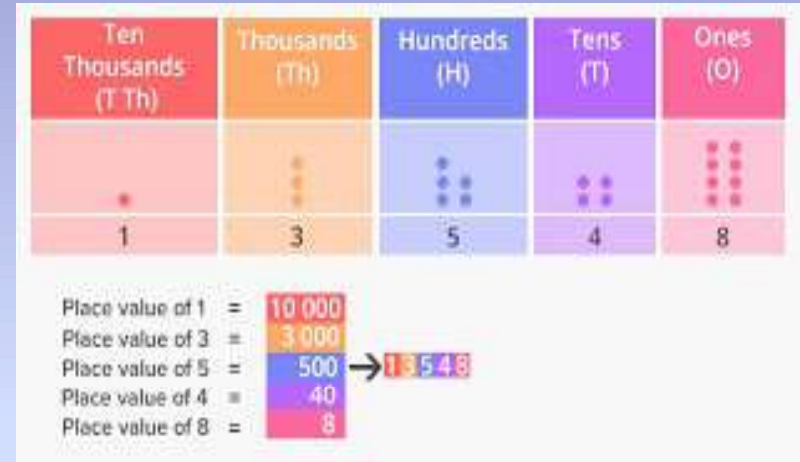 Ten
Thousands
(T Th)
Thousands
(Th)
Hundreds
(H)
Tens
(T)
Ones
(O)
1 3 5 4 8
Place value of 1 = 10 000
Place value of 3 = 3 000
Place value of 5 = 500
Place value of 4 = 40
Place value of 8 = 8
13548